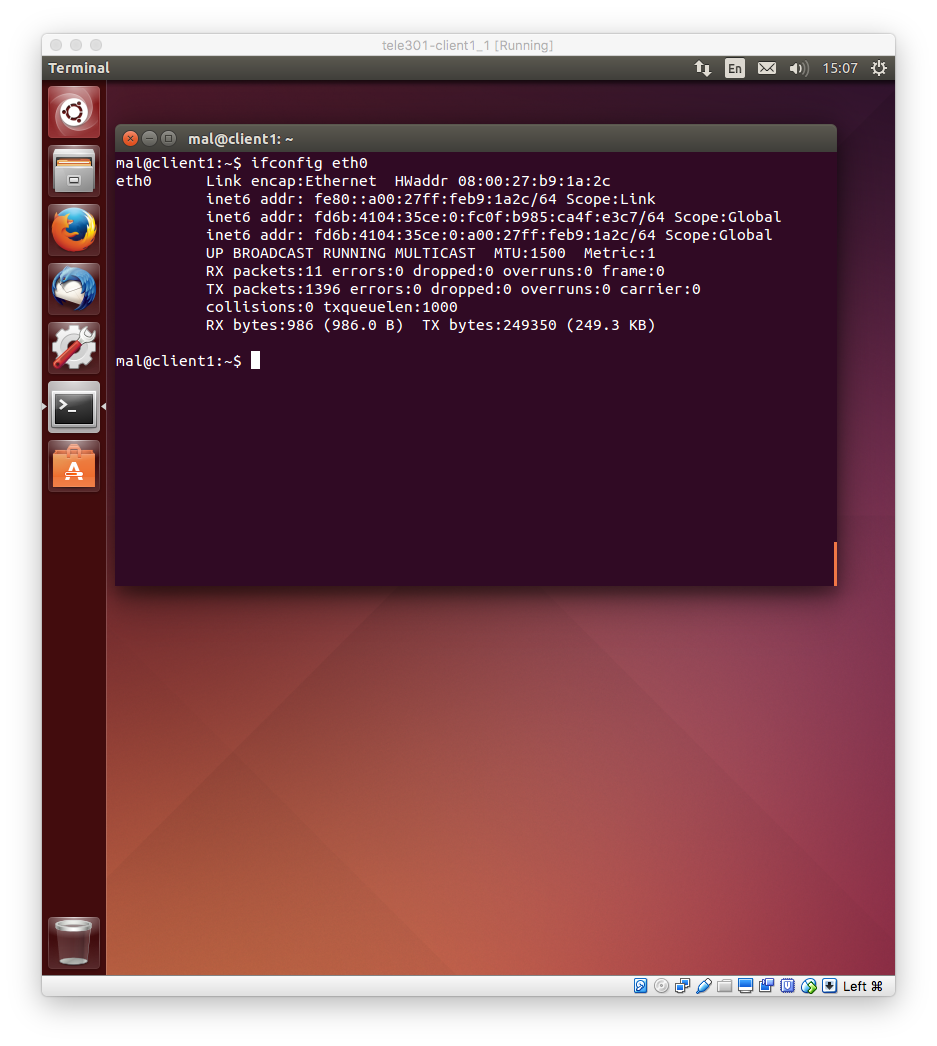 tele301-client1_1 [Running]
Terminal
En
15:07
mal@client1: ~
mal@client1:~$ ifconfig eth0
eth0      Link encap:Ethernet  HWaddr 08:00:27:b9:1a:2c
          inet6 addr: fe80::a00:27ff:feb9:1a2c/64 Scope:Link
          inet6 addr: fd6b:4104:35ce:0:fc0f:b985:ca4f:e3c7/64 Scope:Global
          inet6 addr: fd6b:4104:35ce:0:a00:27ff:feb9:1a2c/64 Scope:Global
          UP BROADCAST RUNNING MULTICAST  MTU:1500  Metric:1
          RX packets:11 errors:0 dropped:0 overruns:0 frame:0
          TX packets:1396 errors:0 dropped:0 overruns:0 carrier:0
          collisions:0 txqueuelen:1000
          RX bytes:986 (986.0 B)  TX bytes:249350 (249.3 KB)
mal@client1:~$
Left ⌘